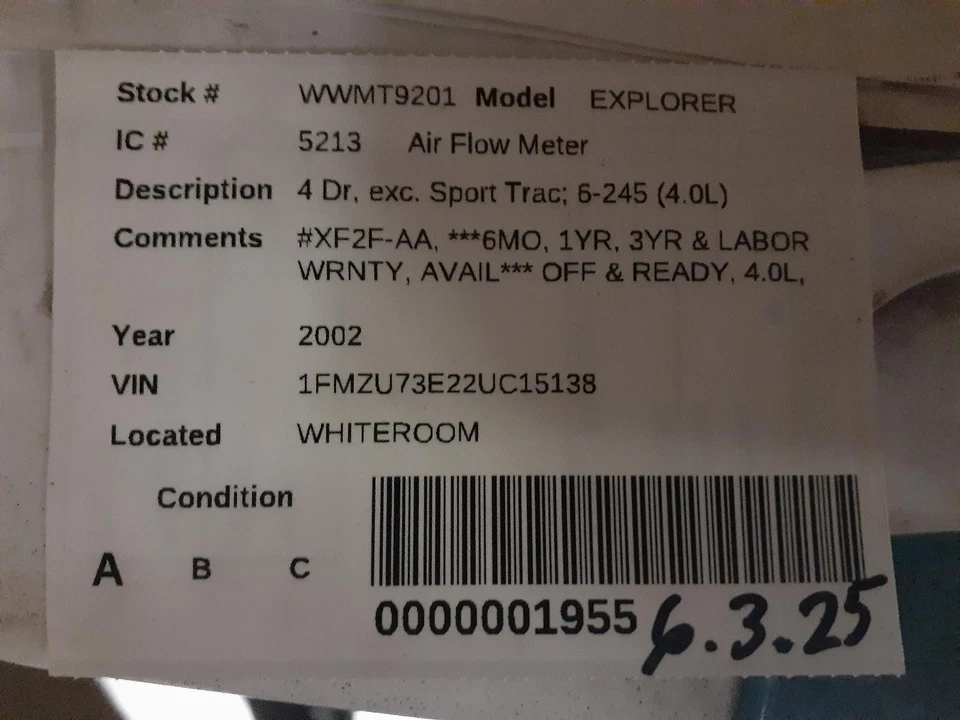 Stock # WWMT9201 Model EXPLORER
IC # 5213 Air Flow Meter
Description 4 Dr, exc. Sport Trac; 6-245 (4.0L)
Comments #XF2F-AA, ***6MO, 1YR, 3YR & LABOR
WRNTY, AVAIL*** OFF & READY, 4.0L,
Year 2002
VIN 1FMZU73E22UC15138
Located WHITEROOM
Condition
A B C
0000001955 6.3.25